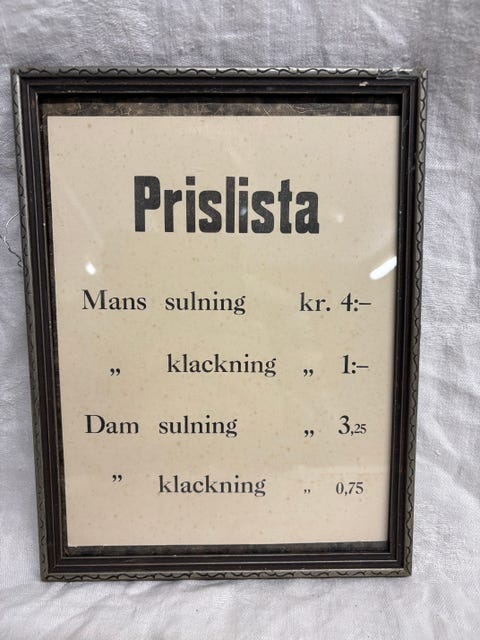 Prislista
Mans sulning kr. 4:–
„ klackning „ 1:–
Dam sulning „ 3,25
” klackning „ 0,75